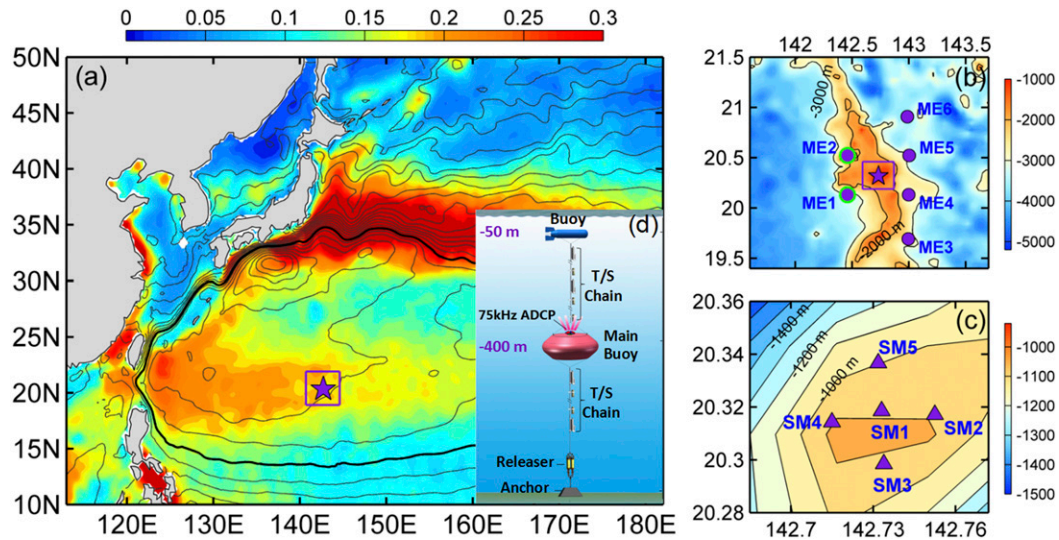 0 0.05 0.1 0.15 0.2 0.25 0.3
(a)
50N
45N
40N
35N
30N
25N
20N
15N
10N
120E 130E 140E 150E 160E 170E 180E
(d)
-50 m
Buoy
T/S
Chain
75kHz ADCP
-400 m
Main
Buoy
T/S
Chain
Releaser
Anchor
142 142.5 143 143.5
(b)
21.5
21
20.5
20
19.5
-3000 m
-2000 m
ME6
ME2
ME5
ME1
ME4
ME3
-1000
-2000
-3000
-4000
-5000
(c)
20.36
20.34
20.32
20.3
20.28
-1400 m
-1200 m
-1000 m
SM5
SM4
SM1
SM2
SM3
142.7 142.73 142.76
-1000
-1100
-1200
-1300
-1400
-1500